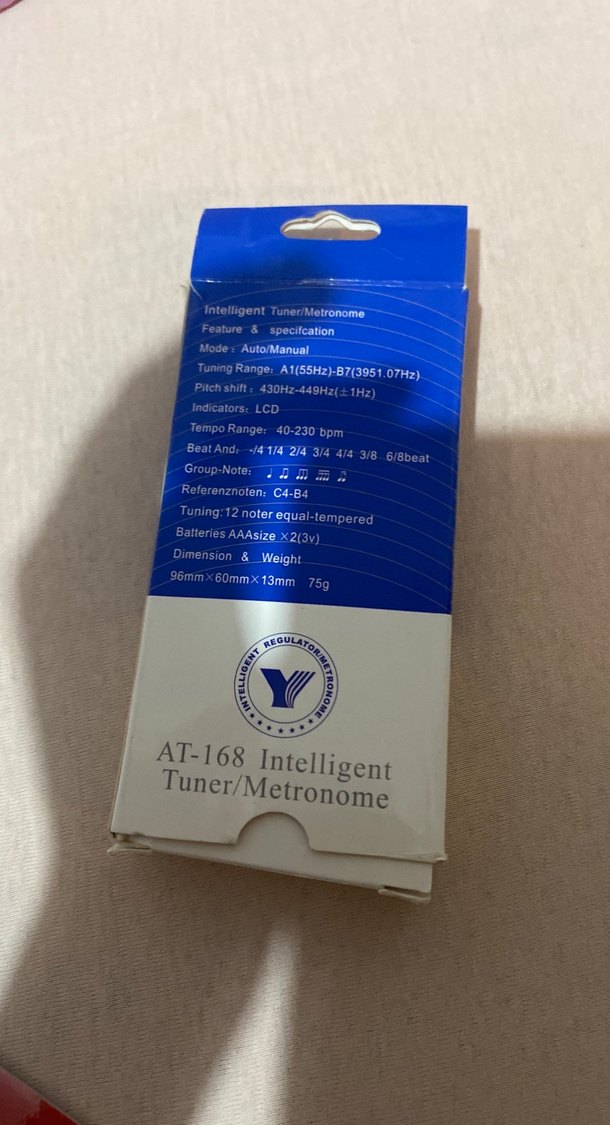 Intelligent Tuner/Metronome
Feature & specifcation
Mode：Auto/Manual
Tuning Range：A1(55Hz)-B7(3951.07Hz)
Pitch shift：430Hz-449Hz(±1Hz)
Indicators：LCD
Tempo Range：40-230 bpm
Beat And：-/4 1/4 2/4 3/4 4/4 3/8 6/8beat
Group-Note：
Referenznoten：C4-B4
Tuning:12 noter equal-tempered
Batteries AAAsize ×2(3v)
Dimension & Weight
96mm×60mm×13mm 75g
INTELLIGENT REGULATOR/METRONOME
Y
AT-168 Intelligent
Tuner/Metronome